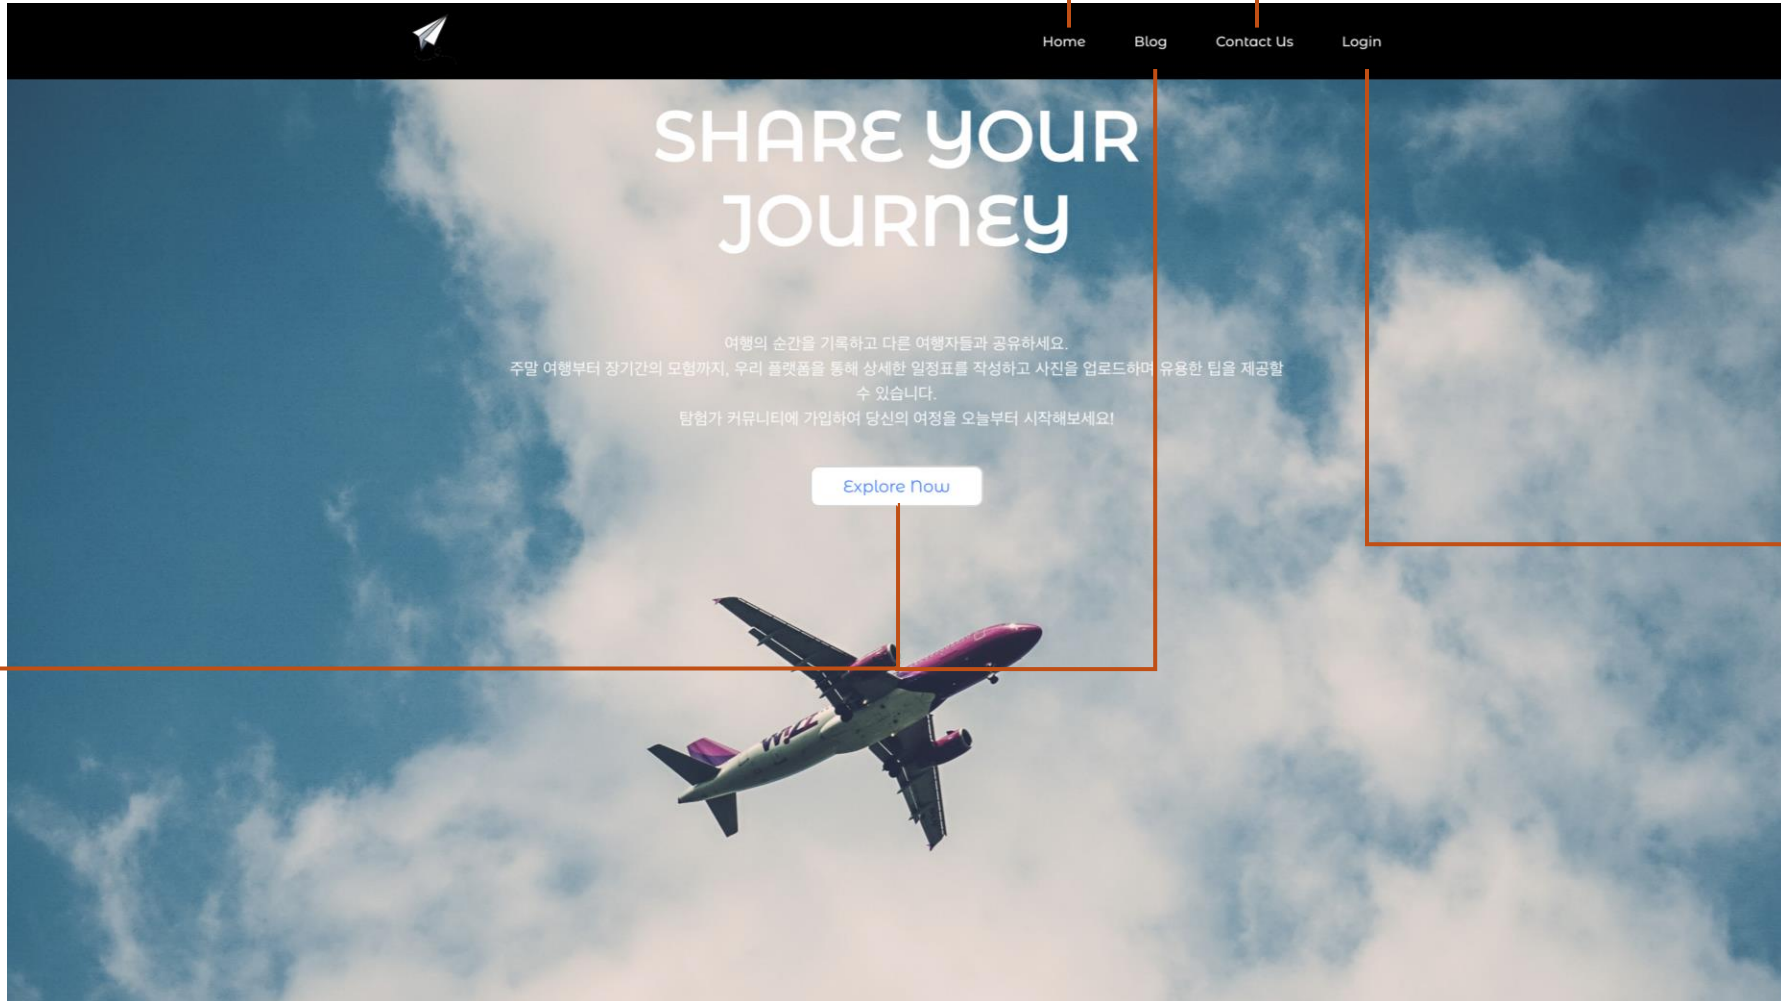 Home Blog Contact Us Login
SHARE YOUR
JOURNEY
여행의 순간을 기록하고 다른 여행자들과 공유하세요.
주말 여행부터 장기간의 모험까지, 우리 플랫폼을 통해 상세한 일정표를 작성하고 사진을 업로드하며 유용한 팁을 제공할
수 있습니다.
탐험가 커뮤니티에 가입하여 당신의 여정을 오늘부터 시작해보세요!
Explore Now
WIZZ